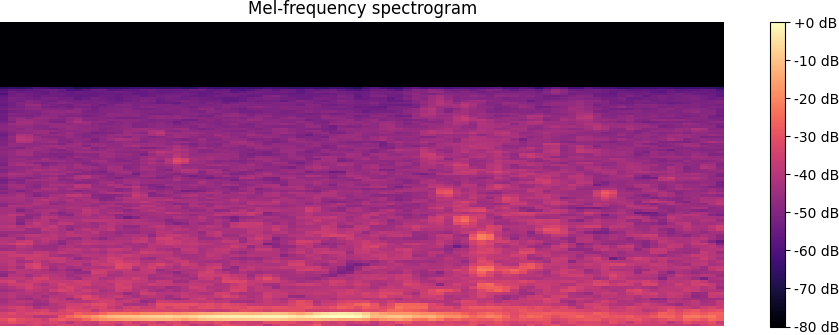 Mel-frequency spectrogram
+0 dB
-10 dB
-20 dB
-30 dB
-40 dB
-50 dB
-60 dB
-70 dB
-80 dB